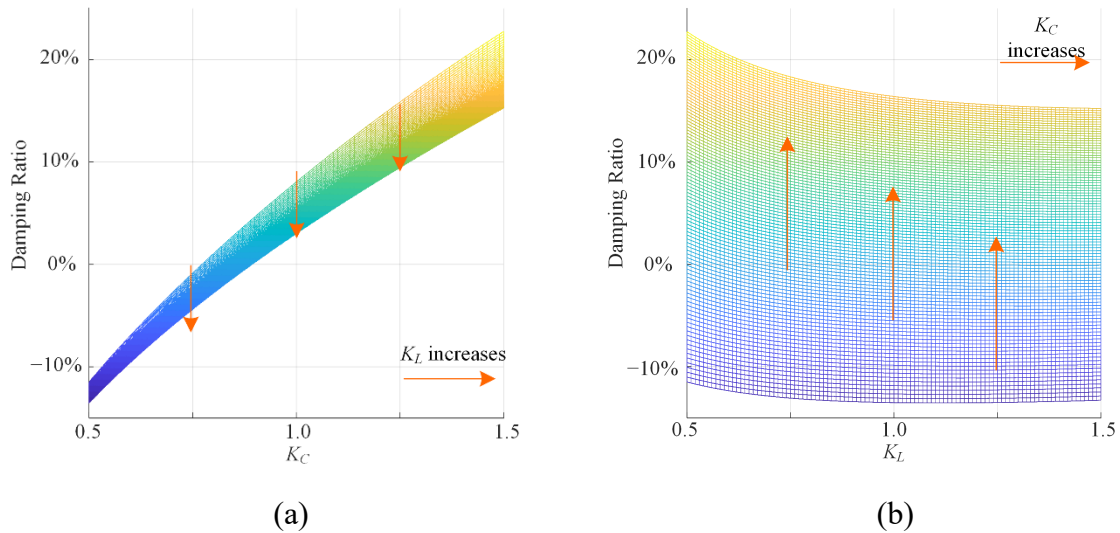 20%
10%
0%
−10%
Damping Ratio
K_L increases
0.5
1.0
1.5
K_C
(a)
K_C
increases
20%
10%
0%
−10%
Damping Ratio
0.5
1.0
1.5
K_L
(b)